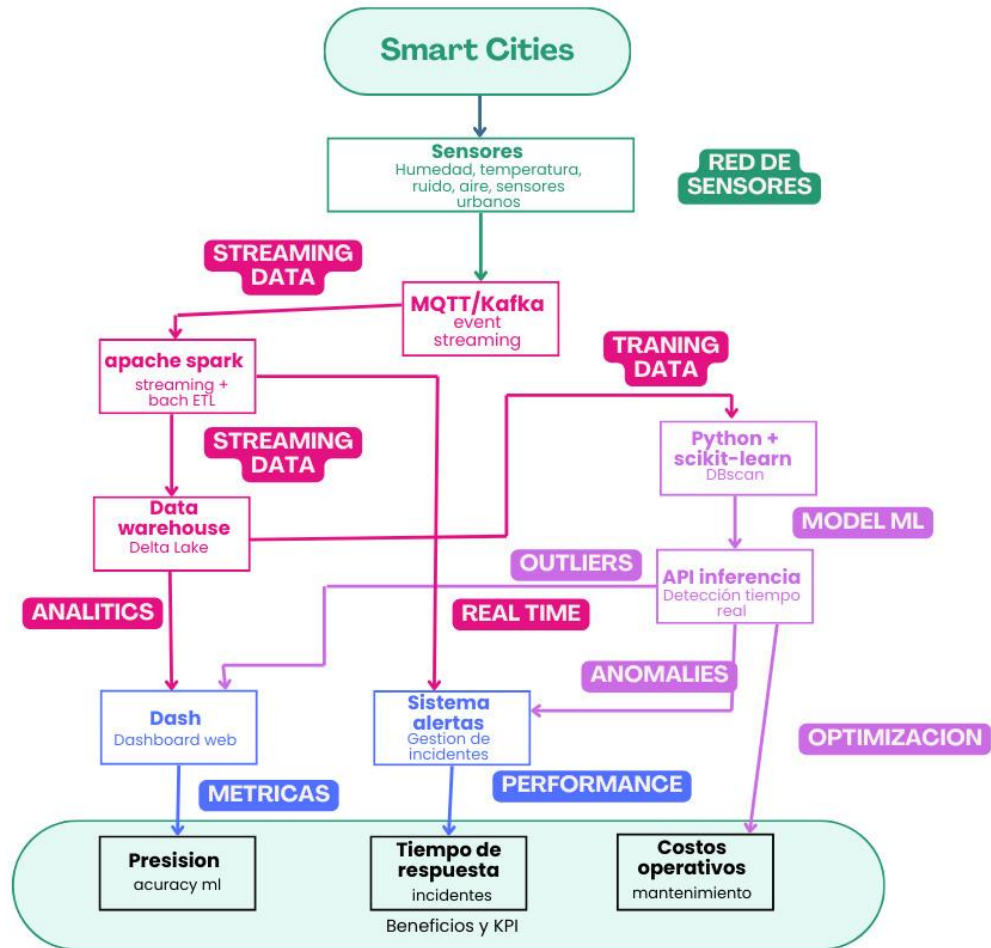 Smart Cities
Sensores
Humedad, temperatura,
ruido, aire, sensores
urbanos
RED DE
SENSORES
STREAMING
DATA
MQTT/Kafka
event
streaming
TRANING
DATA
apache spark
streaming +
bach ETL
STREAMING
DATA
Python +
scikit-learn
DBscan
Data
warehouse
Delta Lake
MODEL ML
OUTLIERS
API inferencia
Detección tiempo
real
ANALITICS
REAL TIME
ANOMALIES
Dash
Dashboard web
Sistema
alertas
Gestion de
incidentes
OPTIMIZACION
METRICAS
PERFORMANCE
Presision
acuracy ml
Tiempo de
respuesta
incidentes
Costos
operativos
mantenimiento
Beneficios y KPI